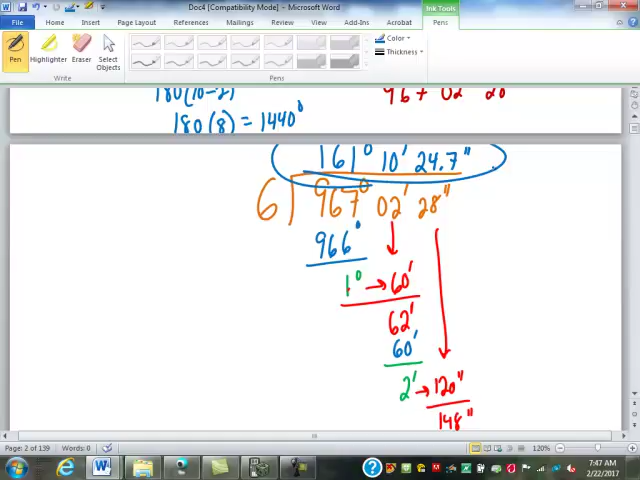 Doc4 [Compatibility Mode] - Microsoft Word
Ink Tools
File Home Insert Page Layout References Mailings Review View Add-Ins Acrobat Pens
Pen Highlighter Eraser Select Objects
Color
Thickness
Write Pens
180(10-2)
180(8) = 1440°
161° 10' 24.7"
6 967° 02' 28"
966°
1° → 60'
62'
60'
2' → 120"
148"
Page: 2 of 139 Words: 0 120%
7:47 AM
2/22/2017